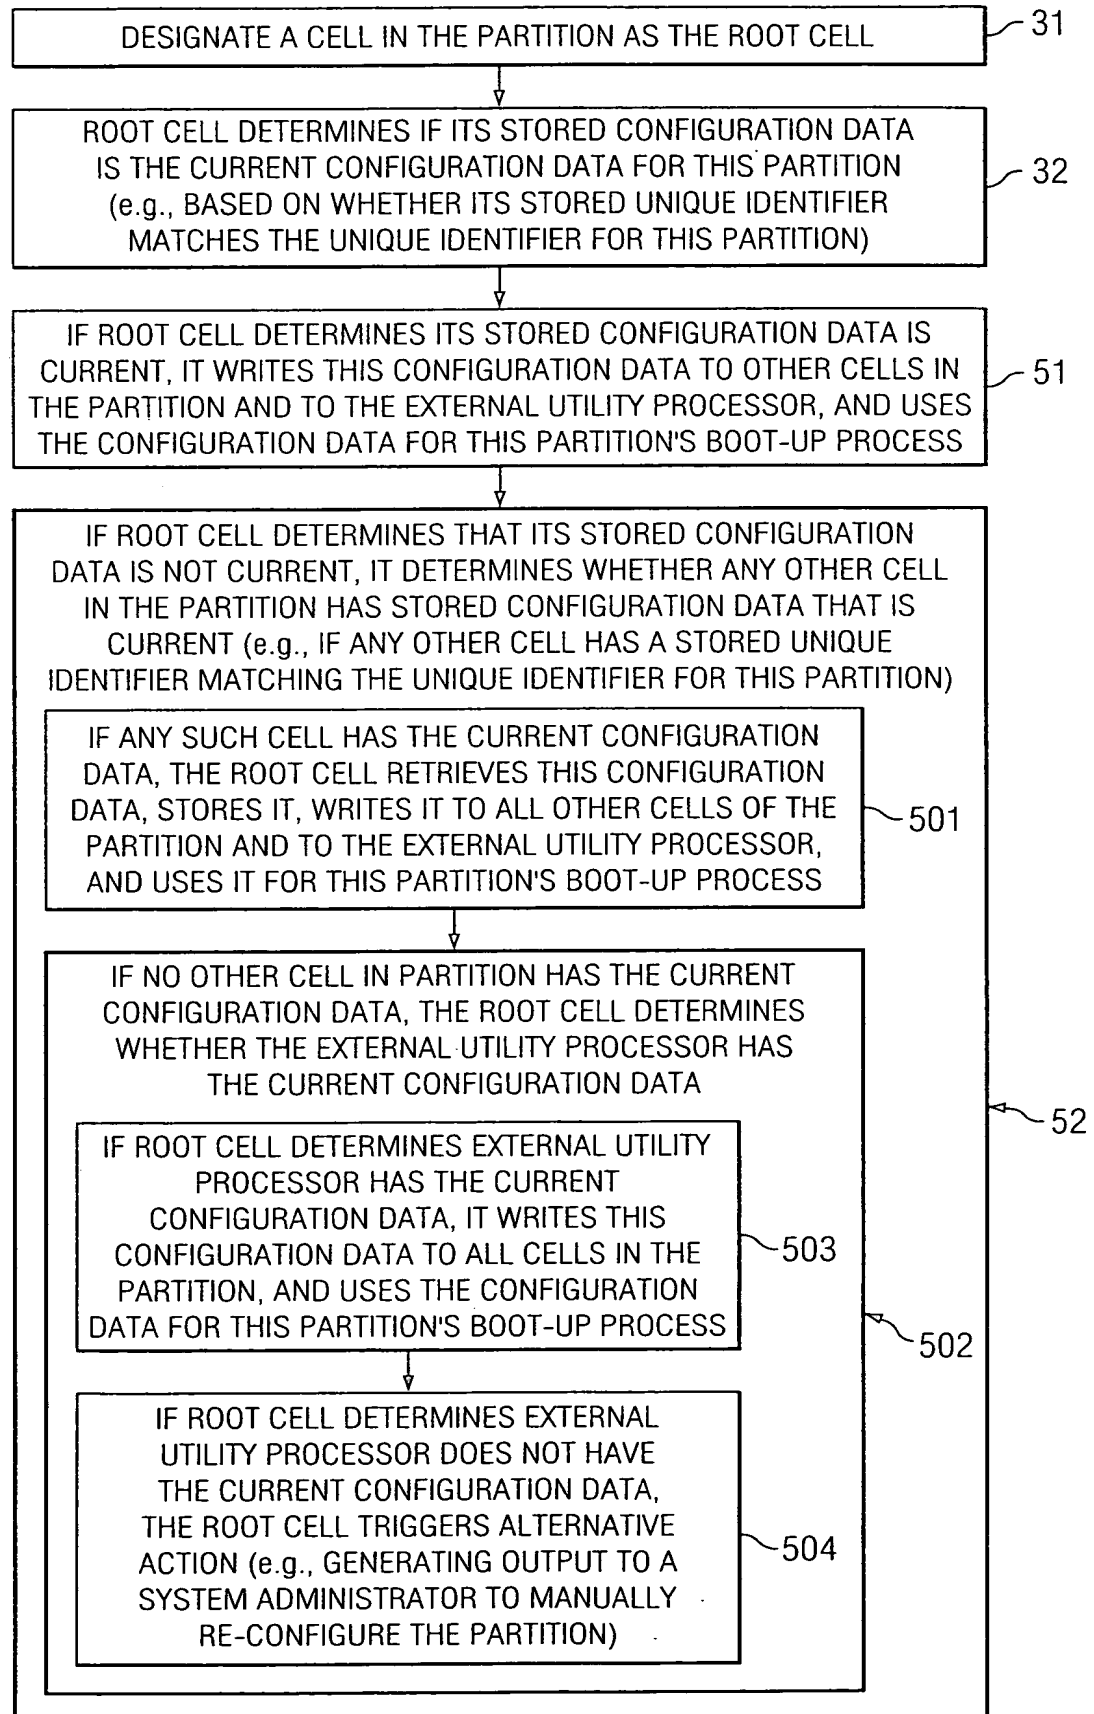 DESIGNATE A CELL IN THE PARTITION AS THE ROOT CELL
31
ROOT CELL DETERMINES IF ITS STORED CONFIGURATION DATA
IS THE CURRENT CONFIGURATION DATA FOR THIS PARTITION
(e.g., BASED ON WHETHER ITS STORED UNIQUE IDENTIFIER
MATCHES THE UNIQUE IDENTIFIER FOR THIS PARTITION)
32
IF ROOT CELL DETERMINES ITS STORED CONFIGURATION DATA IS
CURRENT, IT WRITES THIS CONFIGURATION DATA TO OTHER CELLS IN
THE PARTITION AND TO THE EXTERNAL UTILITY PROCESSOR, AND USES
THE CONFIGURATION DATA FOR THIS PARTITION'S BOOT-UP PROCESS
51
IF ROOT CELL DETERMINES THAT ITS STORED CONFIGURATION
DATA IS NOT CURRENT, IT DETERMINES WHETHER ANY OTHER CELL
IN THE PARTITION HAS STORED CONFIGURATION DATA THAT IS
CURRENT (e.g., IF ANY OTHER CELL HAS A STORED UNIQUE
IDENTIFIER MATCHING THE UNIQUE IDENTIFIER FOR THIS PARTITION)
IF ANY SUCH CELL HAS THE CURRENT CONFIGURATION
DATA, THE ROOT CELL RETRIEVES THIS CONFIGURATION
DATA, STORES IT, WRITES IT TO ALL OTHER CELLS OF THE
PARTITION AND TO THE EXTERNAL UTILITY PROCESSOR,
AND USES IT FOR THIS PARTITION'S BOOT-UP PROCESS
501
IF NO OTHER CELL IN PARTITION HAS THE CURRENT
CONFIGURATION DATA, THE ROOT CELL DETERMINES
WHETHER THE EXTERNAL UTILITY PROCESSOR HAS
THE CURRENT CONFIGURATION DATA
52
IF ROOT CELL DETERMINES EXTERNAL UTILITY
PROCESSOR HAS THE CURRENT
CONFIGURATION DATA, IT WRITES THIS
CONFIGURATION DATA TO ALL CELLS IN THE
PARTITION, AND USES THE CONFIGURATION
DATA FOR THIS PARTITION'S BOOT-UP PROCESS
503
502
IF ROOT CELL DETERMINES EXTERNAL
UTILITY PROCESSOR DOES NOT HAVE
THE CURRENT CONFIGURATION DATA,
THE ROOT CELL TRIGGERS ALTERNATIVE
ACTION (e.g., GENERATING OUTPUT TO A
SYSTEM ADMINISTRATOR TO MANUALLY
RE-CONFIGURE THE PARTITION)
504